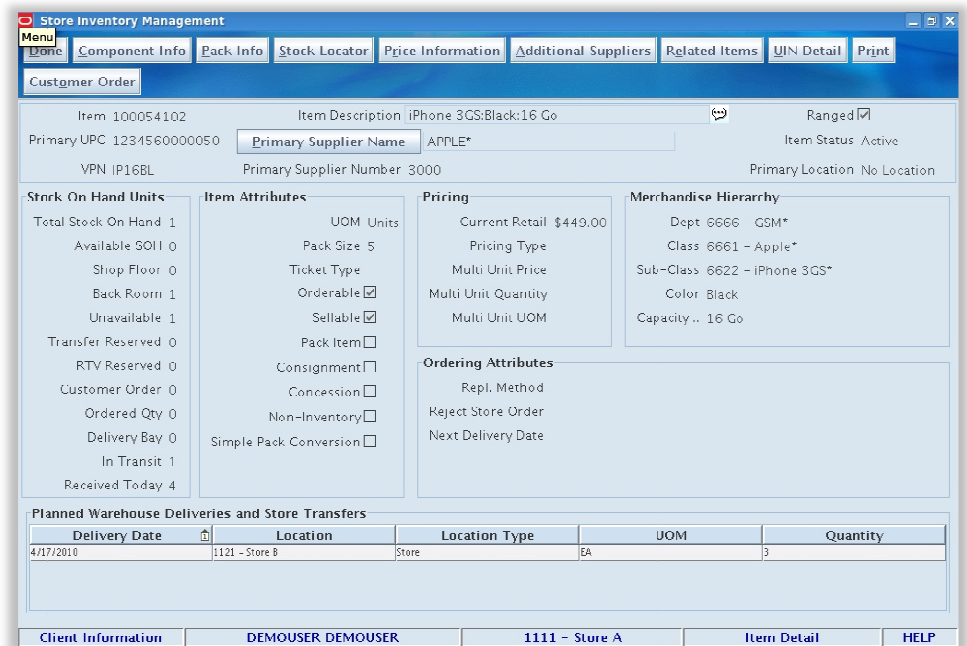 Store Inventory Management
Menu
Done Component Info Pack Info Stock Locator Price Information Additional Suppliers Related Items UIN Detail Print
Customer Order
Item 100054102 Item Description iPhone 3GS:Black:16 Go Ranged
Primary UPC 1234560000050 Primary Supplier Name APPLE* Item Status Active
VPN IP16BL Primary Supplier Number 3000 Primary Location No Location
Stock On Hand Units Item Attributes Pricing Merchandise Hierarchy
Total Stock On Hand 1 UOM Units Current Retail $449.00 Dept 6666 GSM*
Available SOH 0 Pack Size 5 Pricing Type Class 6661 - Apple*
Shop Floor 0 Ticket Type Multi Unit Price Sub-Class 6622 - iPhone 3GS*
Back Room 1 Orderable Multi Unit Quantity Color Black
Unavailable 1 Sellable Multi Unit UOM Capacity .. 16 Go
Transfer Reserved 0 Pack Item
RTV Reserved 0 Consignment Ordering Attributes
Customer Order 0 Concession Repl. Method
Ordered Qty 0 Non-Inventory Reject Store Order
Delivery Bay 0 Simple Pack Conversion Next Delivery Date
In Transit 1
Received Today 4
Planned Warehouse Deliveries and Store Transfers
Delivery Date 1 Location Location Type UOM Quantity
4/17/2010 1121 - Store B Store EA 3
Client Information DEMOUSER DEMOUSER 1111 - Store A Item Detail HELP